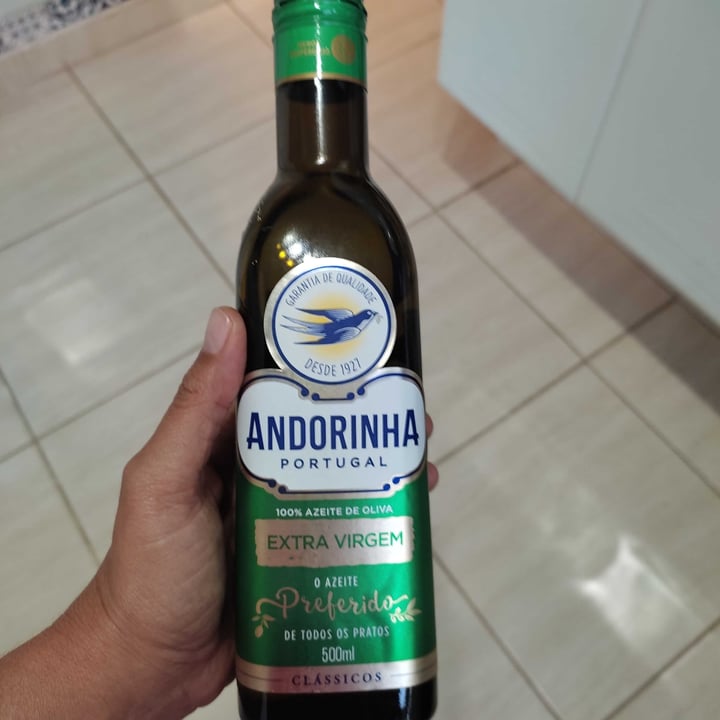 GARANTIA DE QUALIDADE
DESDE 1927
ANDORINHA
PORTUGAL
100% AZEITE DE OLIVA
EXTRA VIRGEM
O AZEITE
Preferido
DE TODOS OS PRATOS
500ml
CLÁSSICOS